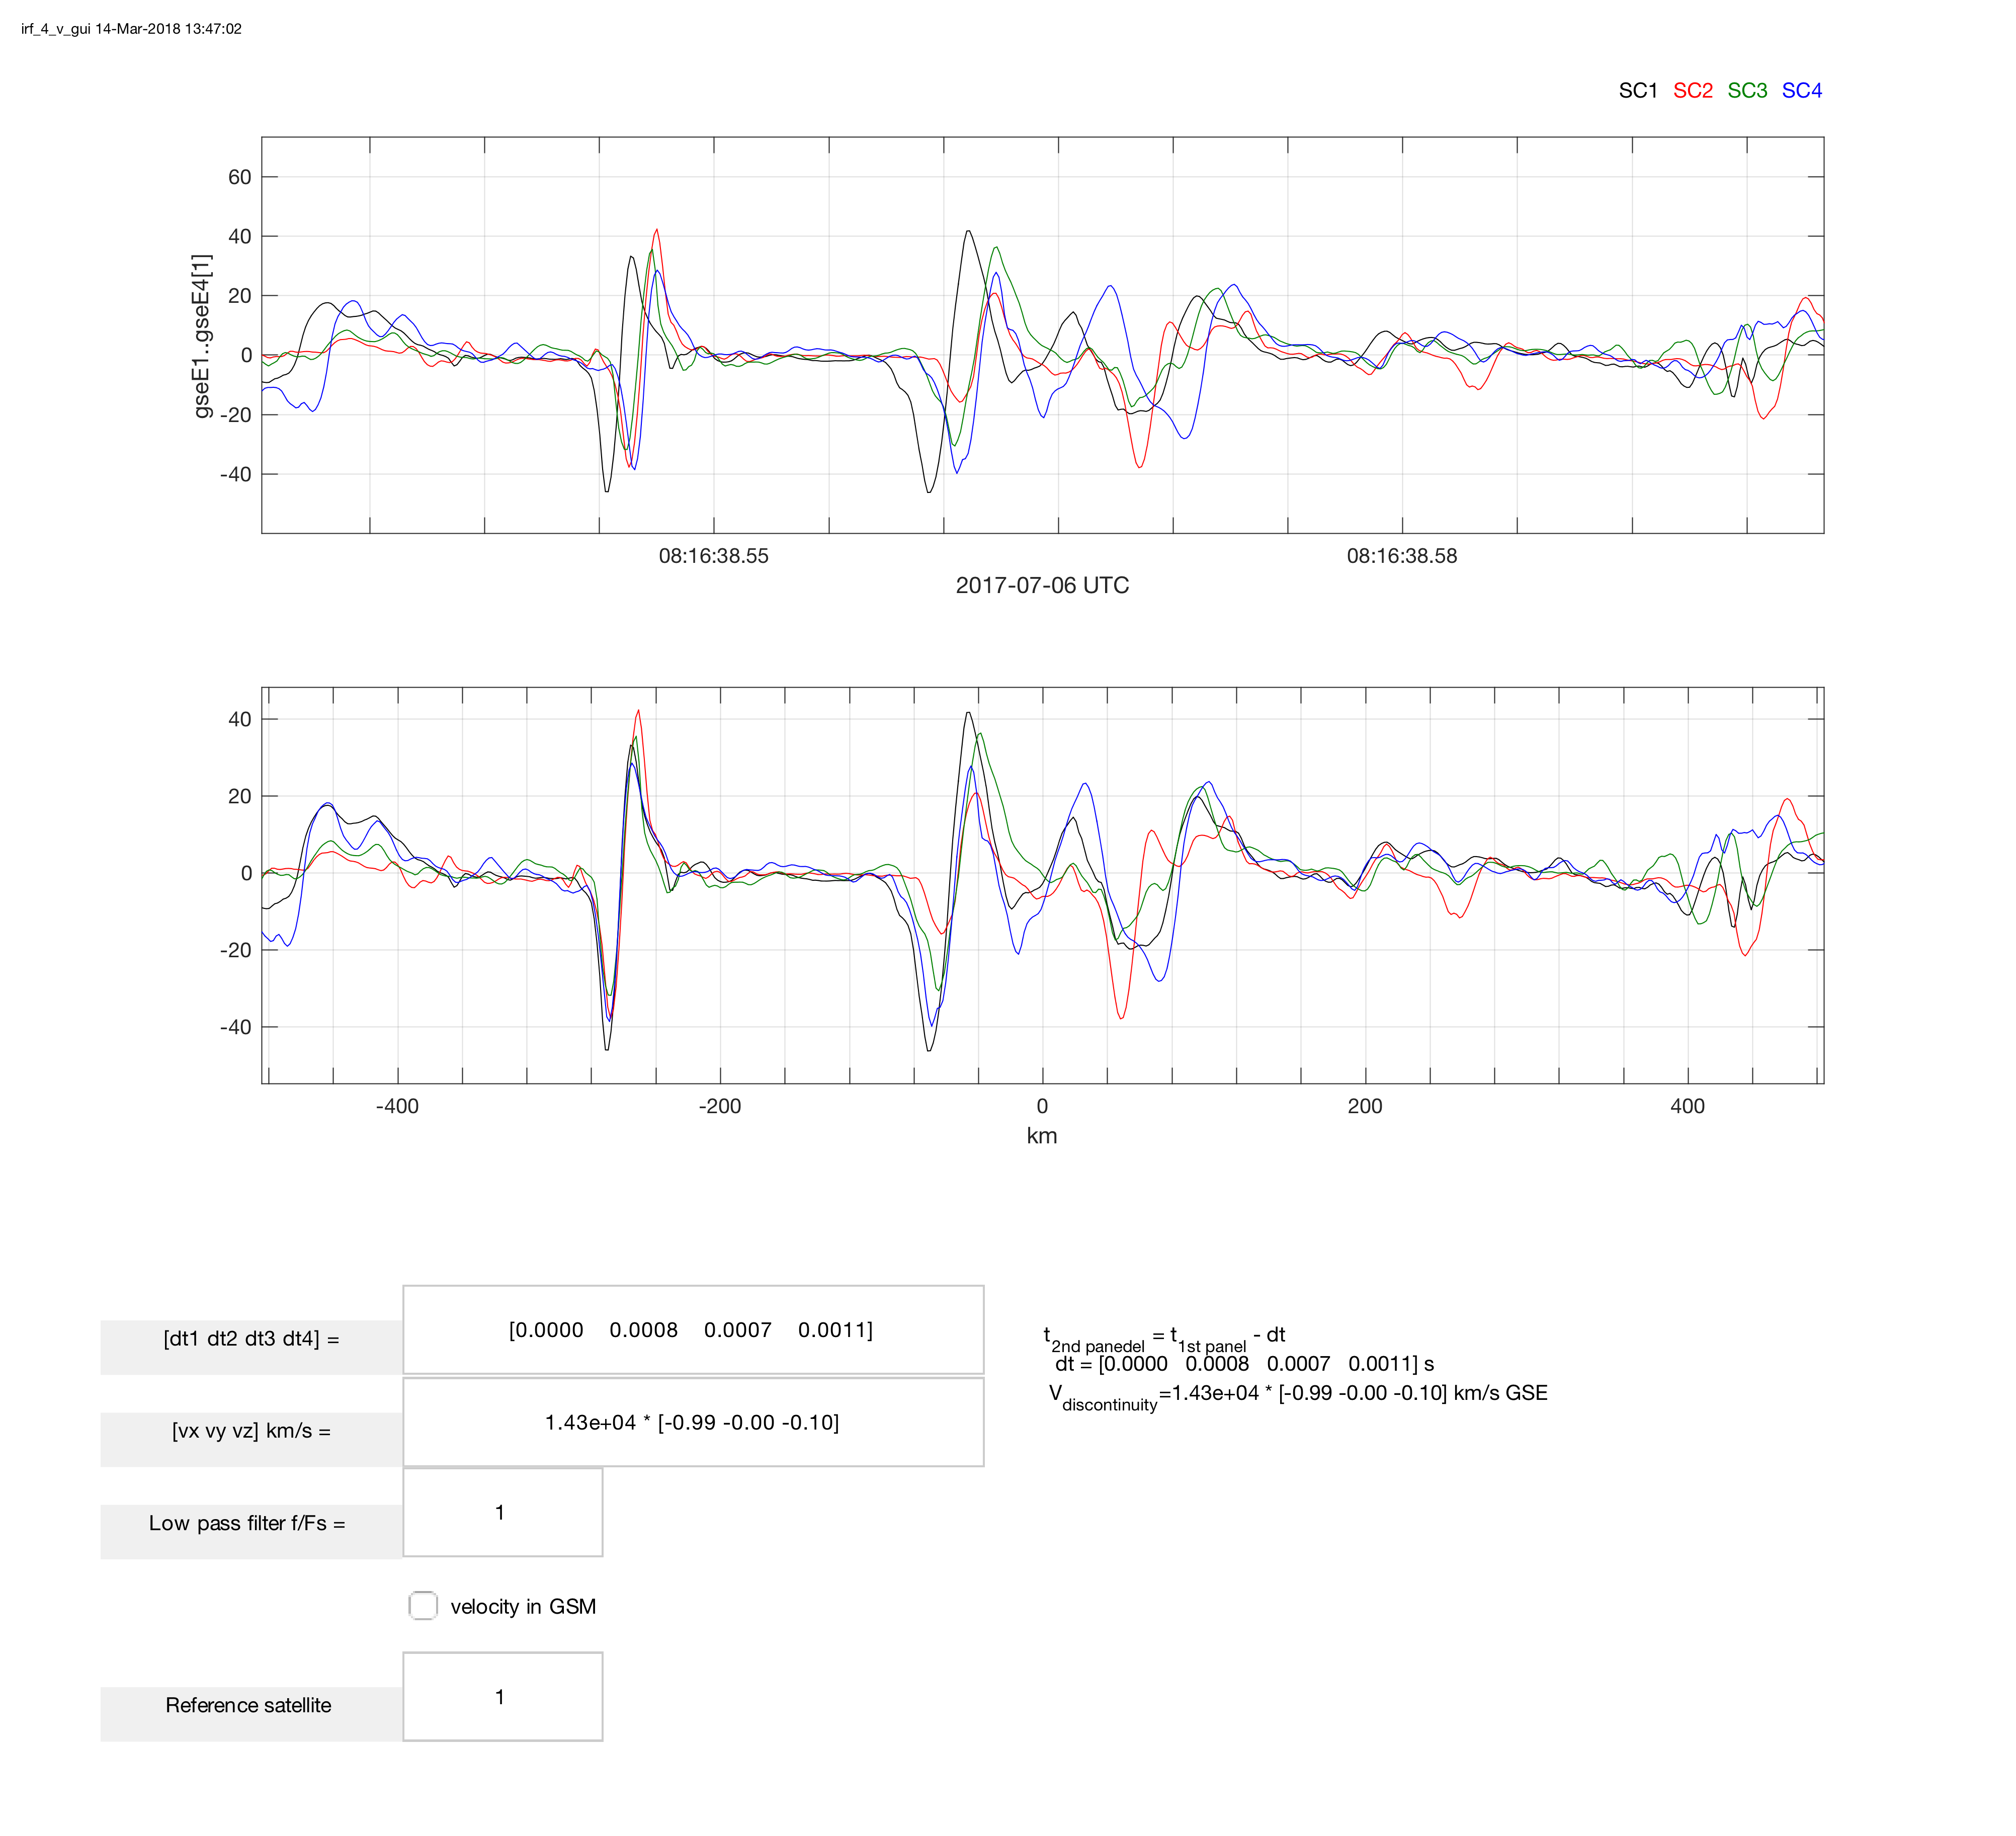 irf_4_v_gui 14-Mar-2018 13:47:02
SC1 SC2 SC3 SC4
60
40
20
0
-20
-40
gseE1..gseE4[1]
08:16:38.55 08:16:38.58
2017-07-06 UTC
40
20
0
-20
-40
-400 -200 0 200 400
km
[dt1 dt2 dt3 dt4] =
[0.0000 0.0008 0.0007 0.0011]
t2nd panedel = t1st panel - dt
dt = [0.0000 0.0008 0.0007 0.0011] s
Vdiscontinuity=1.43e+04 * [-0.99 -0.00 -0.10] km/s GSE
[vx vy vz] km/s =
1.43e+04 * [-0.99 -0.00 -0.10]
Low pass filter f/Fs =
1
velocity in GSM
Reference satellite
1